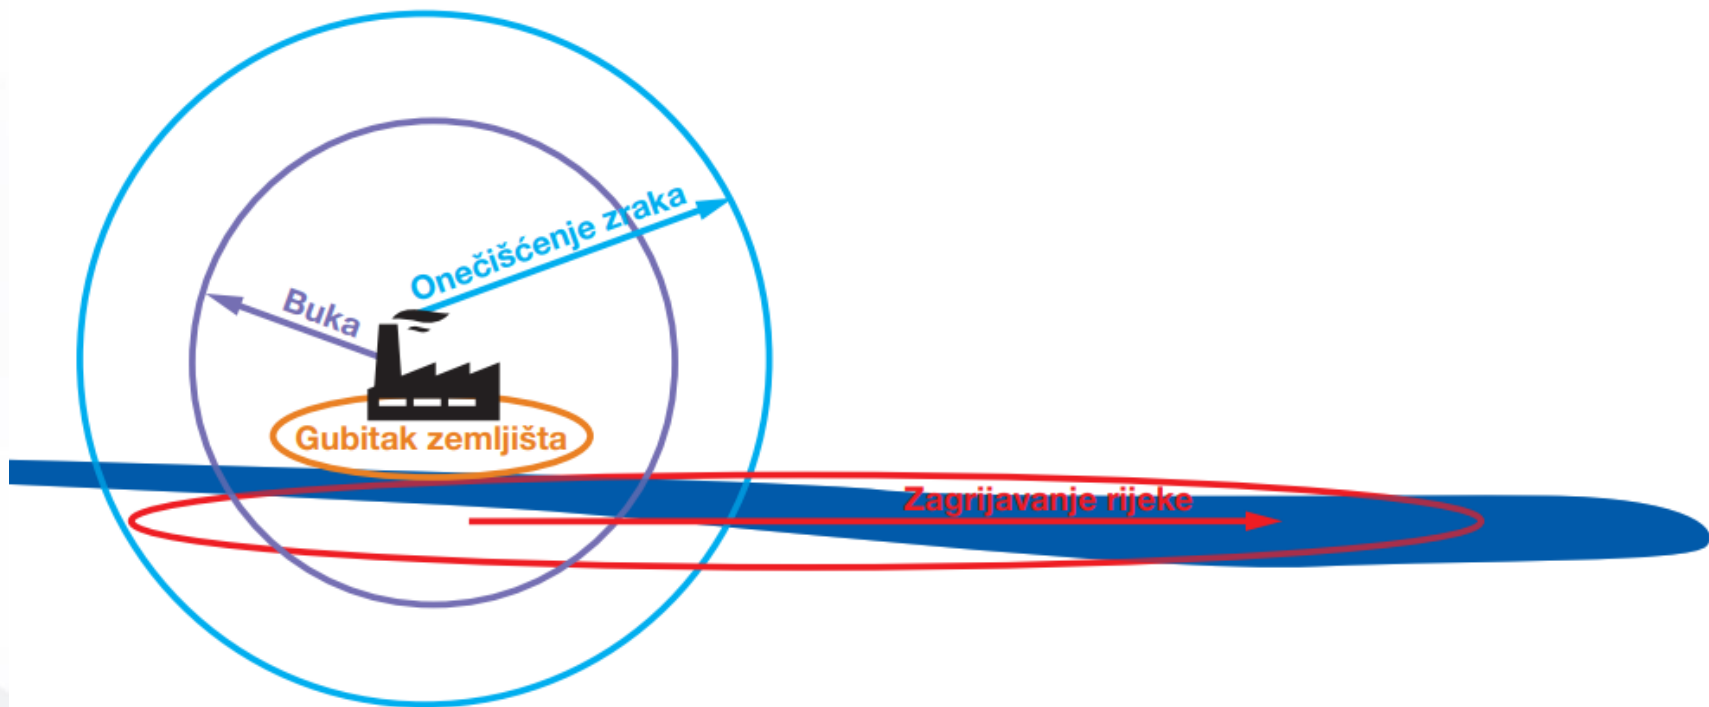 Onečišćenje zraka
Buka
Gubitak zemljišta
Zagrijavanje rijeke